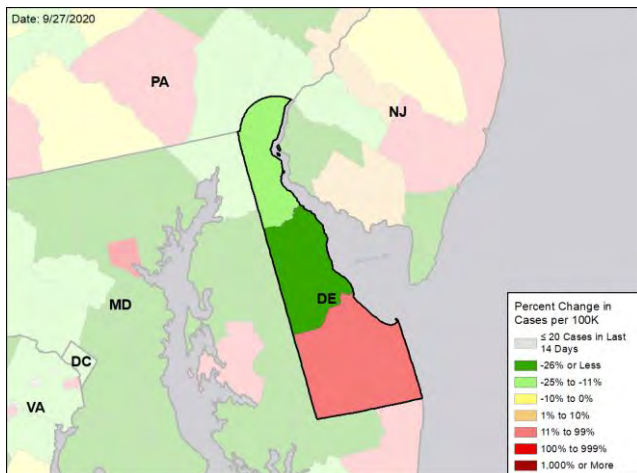 Date: 9/27/2020
PA
NJ
DE
MD
DC
VA
Percent Change in
Cases per 100K
≤ 20 Cases in Last
14 Days
-26% or Less
-25% to -11%
-10% to 0%
1% to 10%
11% to 99%
100% to 999%
1,000% or More